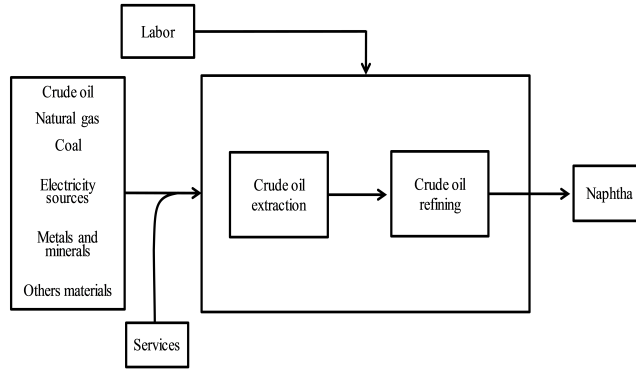 Labor
Crude oil
Natural gas
Coal
Electricity
sources
Metals and
minerals
Others materials
Services
Crude oil
extraction
Crude oil
refining
Naphtha